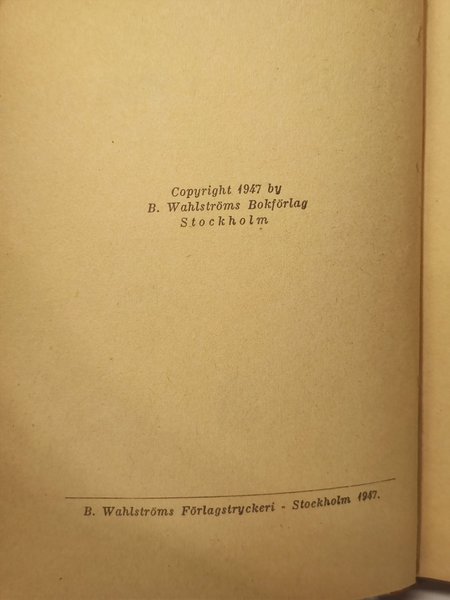 Copyright 1947 by
B. Wahlströms Bokförlag
Stockholm
B. Wahlströms Förlagstryckeri - Stockholm 1947.